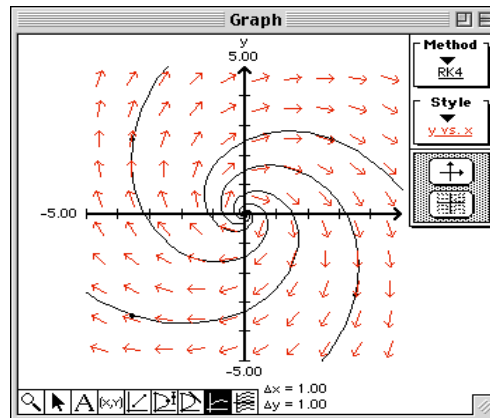 Graph
y
5.00
-5.00
x
-5.00
Method
RK4
Style
y vs. x
A
(X,Y)
Δx = 1.00
Δy = 1.00